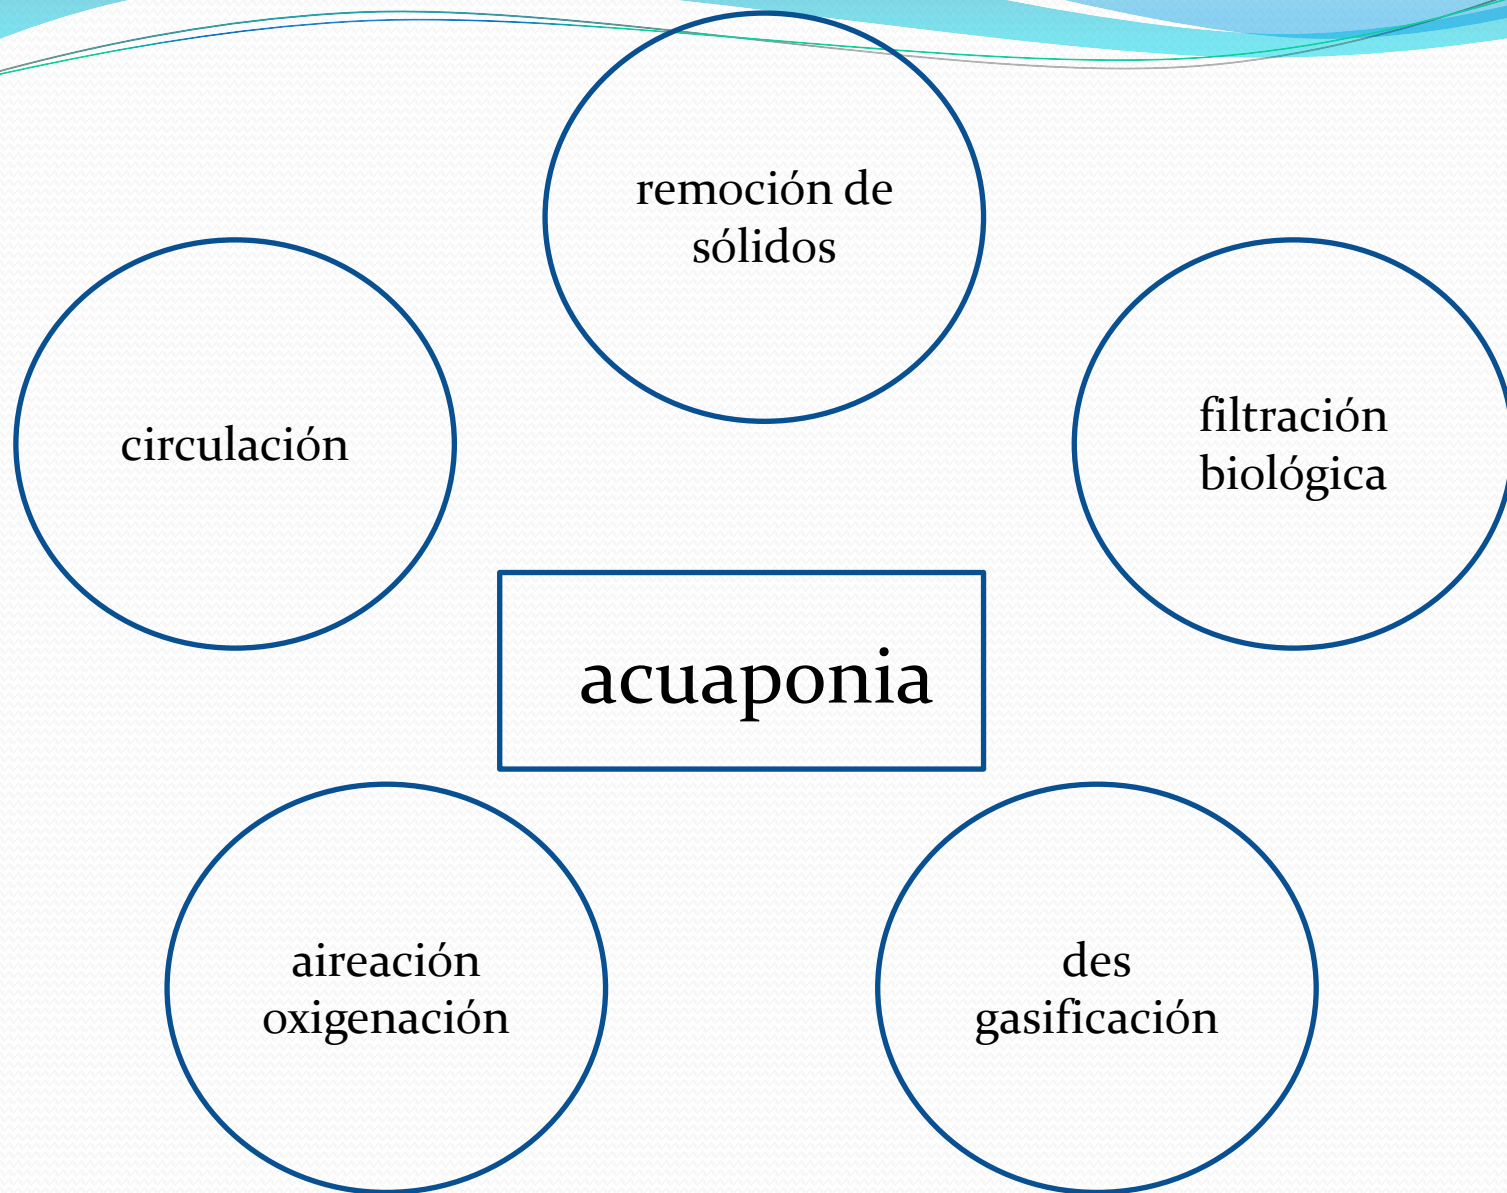 remoción de
sólidos
circulación
filtración
biológica
acuaponia
aireación
oxigenación
des
gasificación